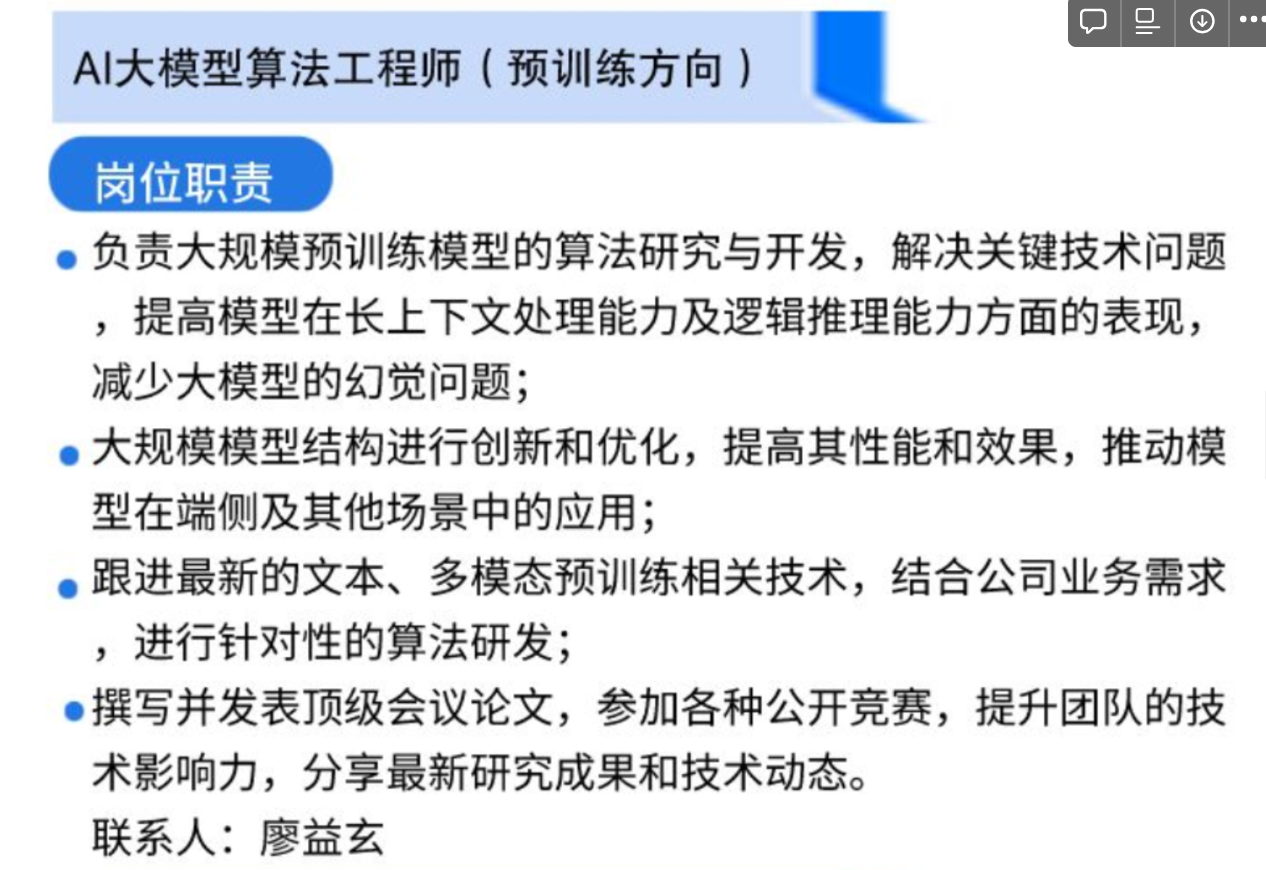 AI大模型算法工程师（预训练方向）
岗位职责
负责大规模预训练模型的算法研究与开发，解决关键技术问题
，提高模型在长上下文处理能力及逻辑推理能力方面的表现，
减少大模型的幻觉问题；
大规模模型结构进行创新和优化，提高其性能和效果，推动模
型在端侧及其他场景中的应用；
跟进最新的文本、多模态预训练相关技术，结合公司业务需求
，进行针对性的算法研发；
撰写并发表顶级会议论文，参加各种公开竞赛，提升团队的技
术影响力，分享最新研究成果和技术动态。
联系人：廖益玄